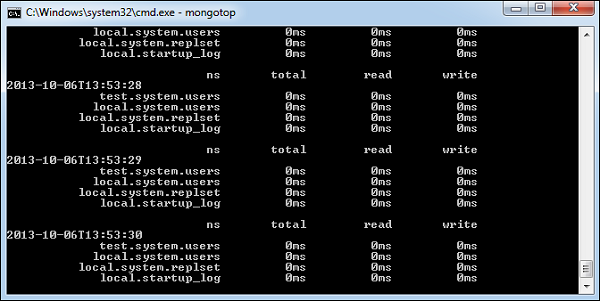 C:\Windows\system32\cmd.exe - mongotop
local.system.users 0ms 0ms 0ms
local.system.replset 0ms 0ms 0ms
local.startup_log 0ms 0ms 0ms
ns total read write
2013-10-06T13:53:28
test.system.users 0ms 0ms 0ms
local.system.users 0ms 0ms 0ms
local.system.replset 0ms 0ms 0ms
local.startup_log 0ms 0ms 0ms
ns total read write
2013-10-06T13:53:29
test.system.users 0ms 0ms 0ms
local.system.users 0ms 0ms 0ms
local.system.replset 0ms 0ms 0ms
local.startup_log 0ms 0ms 0ms
ns total read write
2013-10-06T13:53:30
test.system.users 0ms 0ms 0ms
local.system.users 0ms 0ms 0ms
local.system.replset 0ms 0ms 0ms
local.startup_log 0ms 0ms 0ms